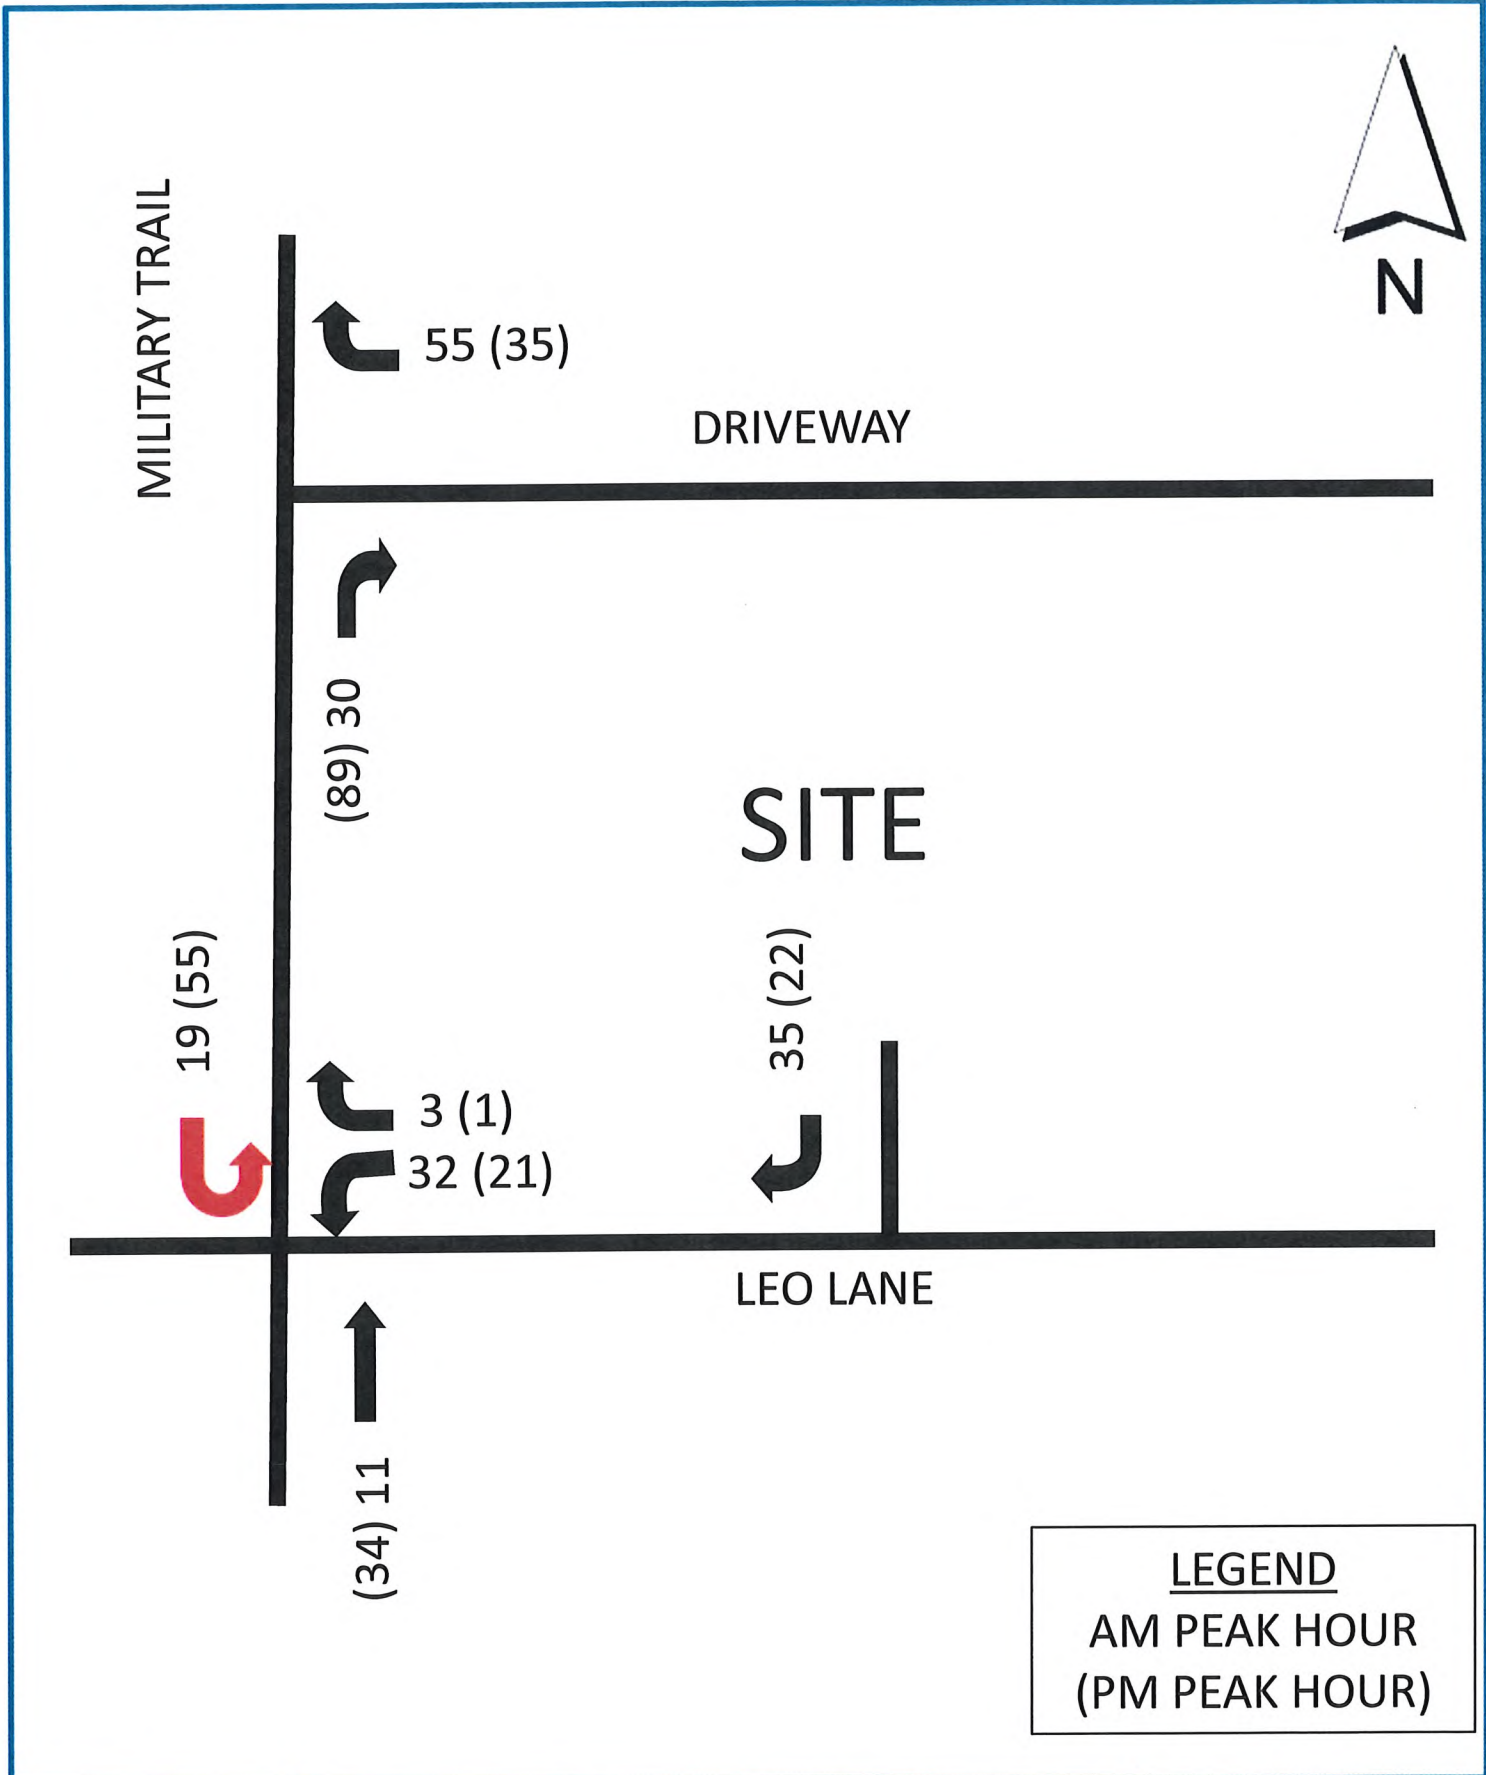 N
MILITARY TRAIL
55 (35)
DRIVEWAY
(89) 30
SITE
19 (55)
35 (22)
3 (1)
32 (21)
LEO LANE
(34) 11
LEGEND
AM PEAK HOUR
(PM PEAK HOUR)